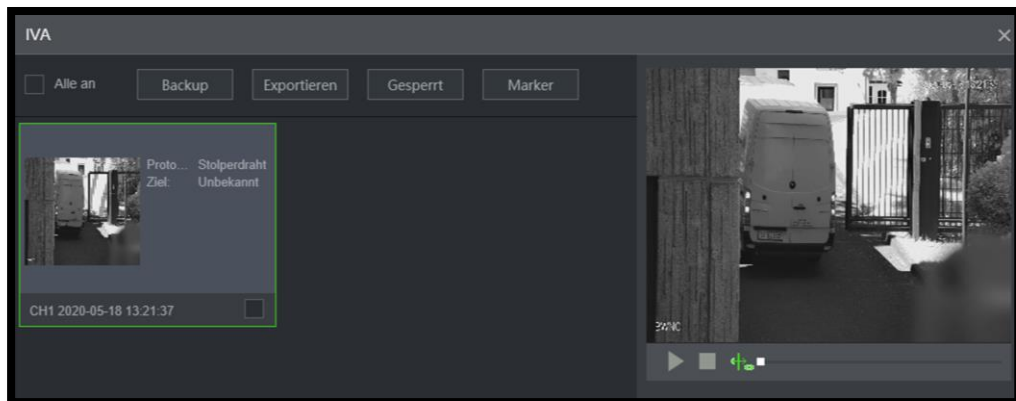 IVA
Alle an
Backup
Exportieren
Gesperrt
Marker
Proto... Stolperdraht
Ziel: Unbekannt
CH1 2020-05-18 13:21:37